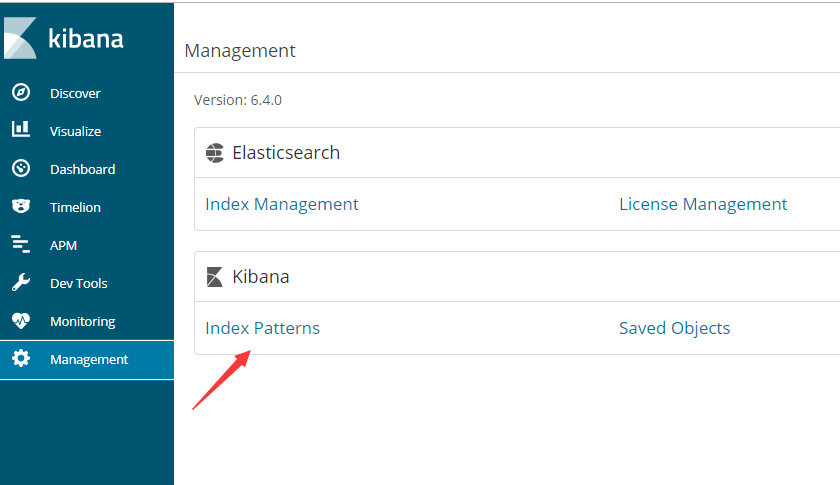 kibana
Discover
Visualize
Dashboard
Timelion
APM
Dev Tools
Monitoring
Management
Management
Version: 6.4.0
Elasticsearch
Index Management
License Management
Kibana
Index Patterns
Saved Objects